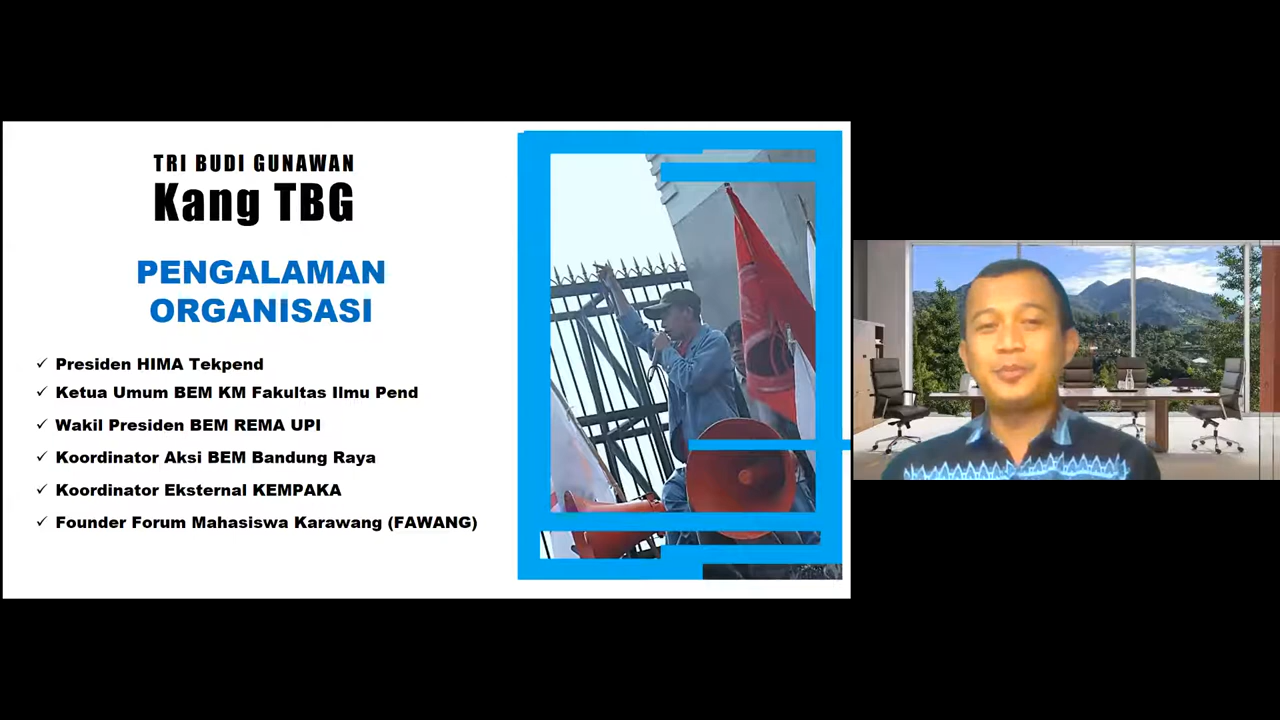 TRI BUDI GUNAWAN
Kang TBG
PENGALAMAN
ORGANISASI
Presiden HIMA Tekpend
Ketua Umum BEM KM Fakultas Ilmu Pend
Wakil Presiden BEM REMA UPI
Koordinator Aksi BEM Bandung Raya
Koordinator Eksternal KEMPAKA
Founder Forum Mahasiswa Karawang (FAWANG)